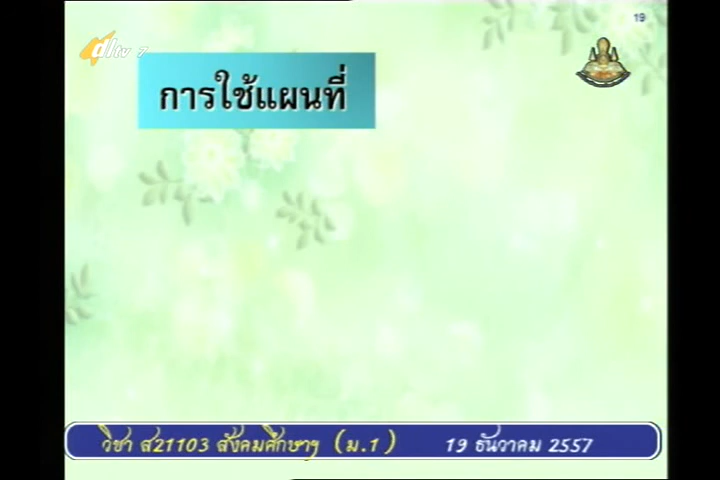 19
dltv 7
การใช้แผนที่
วิชา ส21103 สังคมศึกษาฯ (ม.1) 19 ธันวาคม 2557